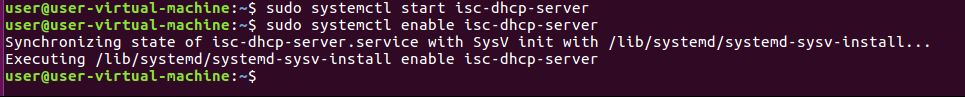 user@user-virtual-machine:~$ sudo systemctl start isc-dhcp-server
user@user-virtual-machine:~$ sudo systemctl enable isc-dhcp-server
Synchronizing state of isc-dhcp-server.service with SysV init with /lib/systemd/systemd-sysv-install...
Executing /lib/systemd/systemd-sysv-install enable isc-dhcp-server
user@user-virtual-machine:~$